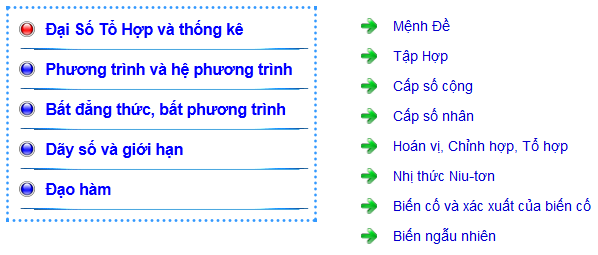 Đại Số Tổ Hợp và thống kê
Phương trình và hệ phương trình
Bất đẳng thức, bất phương trình
Dãy số và giới hạn
Đạo hàm
Mệnh Đề
Tập Hợp
Cấp số cộng
Cấp số nhân
Hoán vị, Chỉnh hợp, Tổ hợp
Nhị thức Niu-tơn
Biến cố và xác xuất của biến cố
Biến ngẫu nhiên